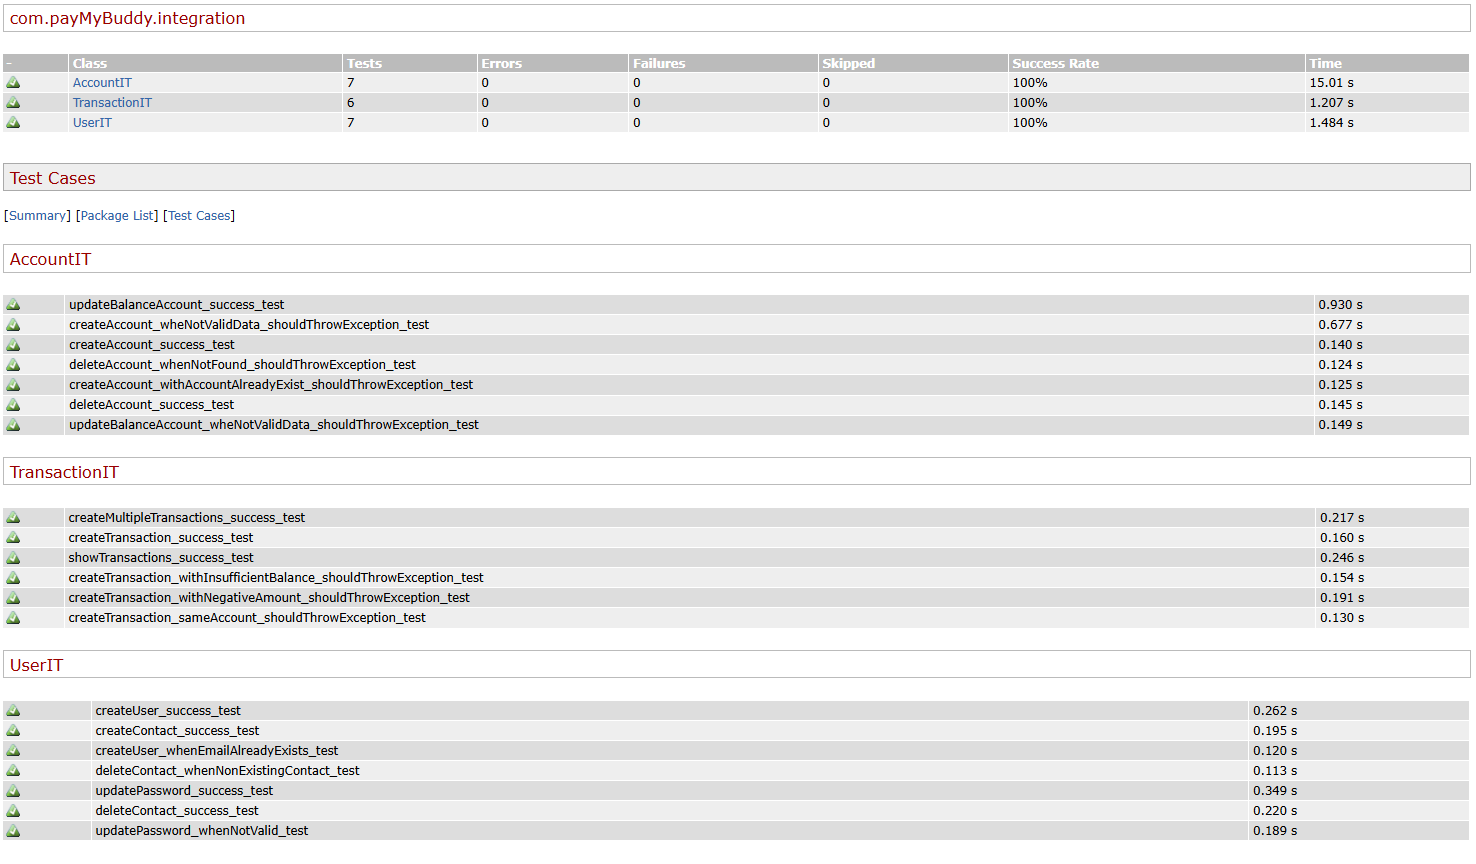 com.payMyBuddy.integration
- Class Tests Errors Failures Skipped Success Rate Time
AccountIT 7 0 0 0 100% 15.01 s
TransactionIT 6 0 0 0 100% 1.207 s
UserIT 7 0 0 0 100% 1.484 s
Test Cases
[Summary] [Package List] [Test Cases]
AccountIT
updateBalanceAccount_success_test 0.930 s
createAccount_wheNotValidData_shouldThrowException_test 0.677 s
createAccount_success_test 0.140 s
deleteAccount_whenNotFound_shouldThrowException_test 0.124 s
createAccount_withAccountAlreadyExist_shouldThrowException_test 0.125 s
deleteAccount_success_test 0.145 s
updateBalanceAccount_wheNotValidData_shouldThrowException_test 0.149 s
TransactionIT
createMultipleTransactions_success_test 0.217 s
createTransaction_success_test 0.160 s
showTransactions_success_test 0.246 s
createTransaction_withInsufficientBalance_shouldThrowException_test 0.154 s
createTransaction_withNegativeAmount_shouldThrowException_test 0.191 s
createTransaction_sameAccount_shouldThrowException_test 0.130 s
UserIT
createUser_success_test 0.262 s
createContact_success_test 0.195 s
createUser_whenEmailAlreadyExists_test 0.120 s
deleteContact_whenNonExistingContact_test 0.113 s
updatePassword_success_test 0.349 s
deleteContact_success_test 0.220 s
updatePassword_whenNotValid_test 0.189 s